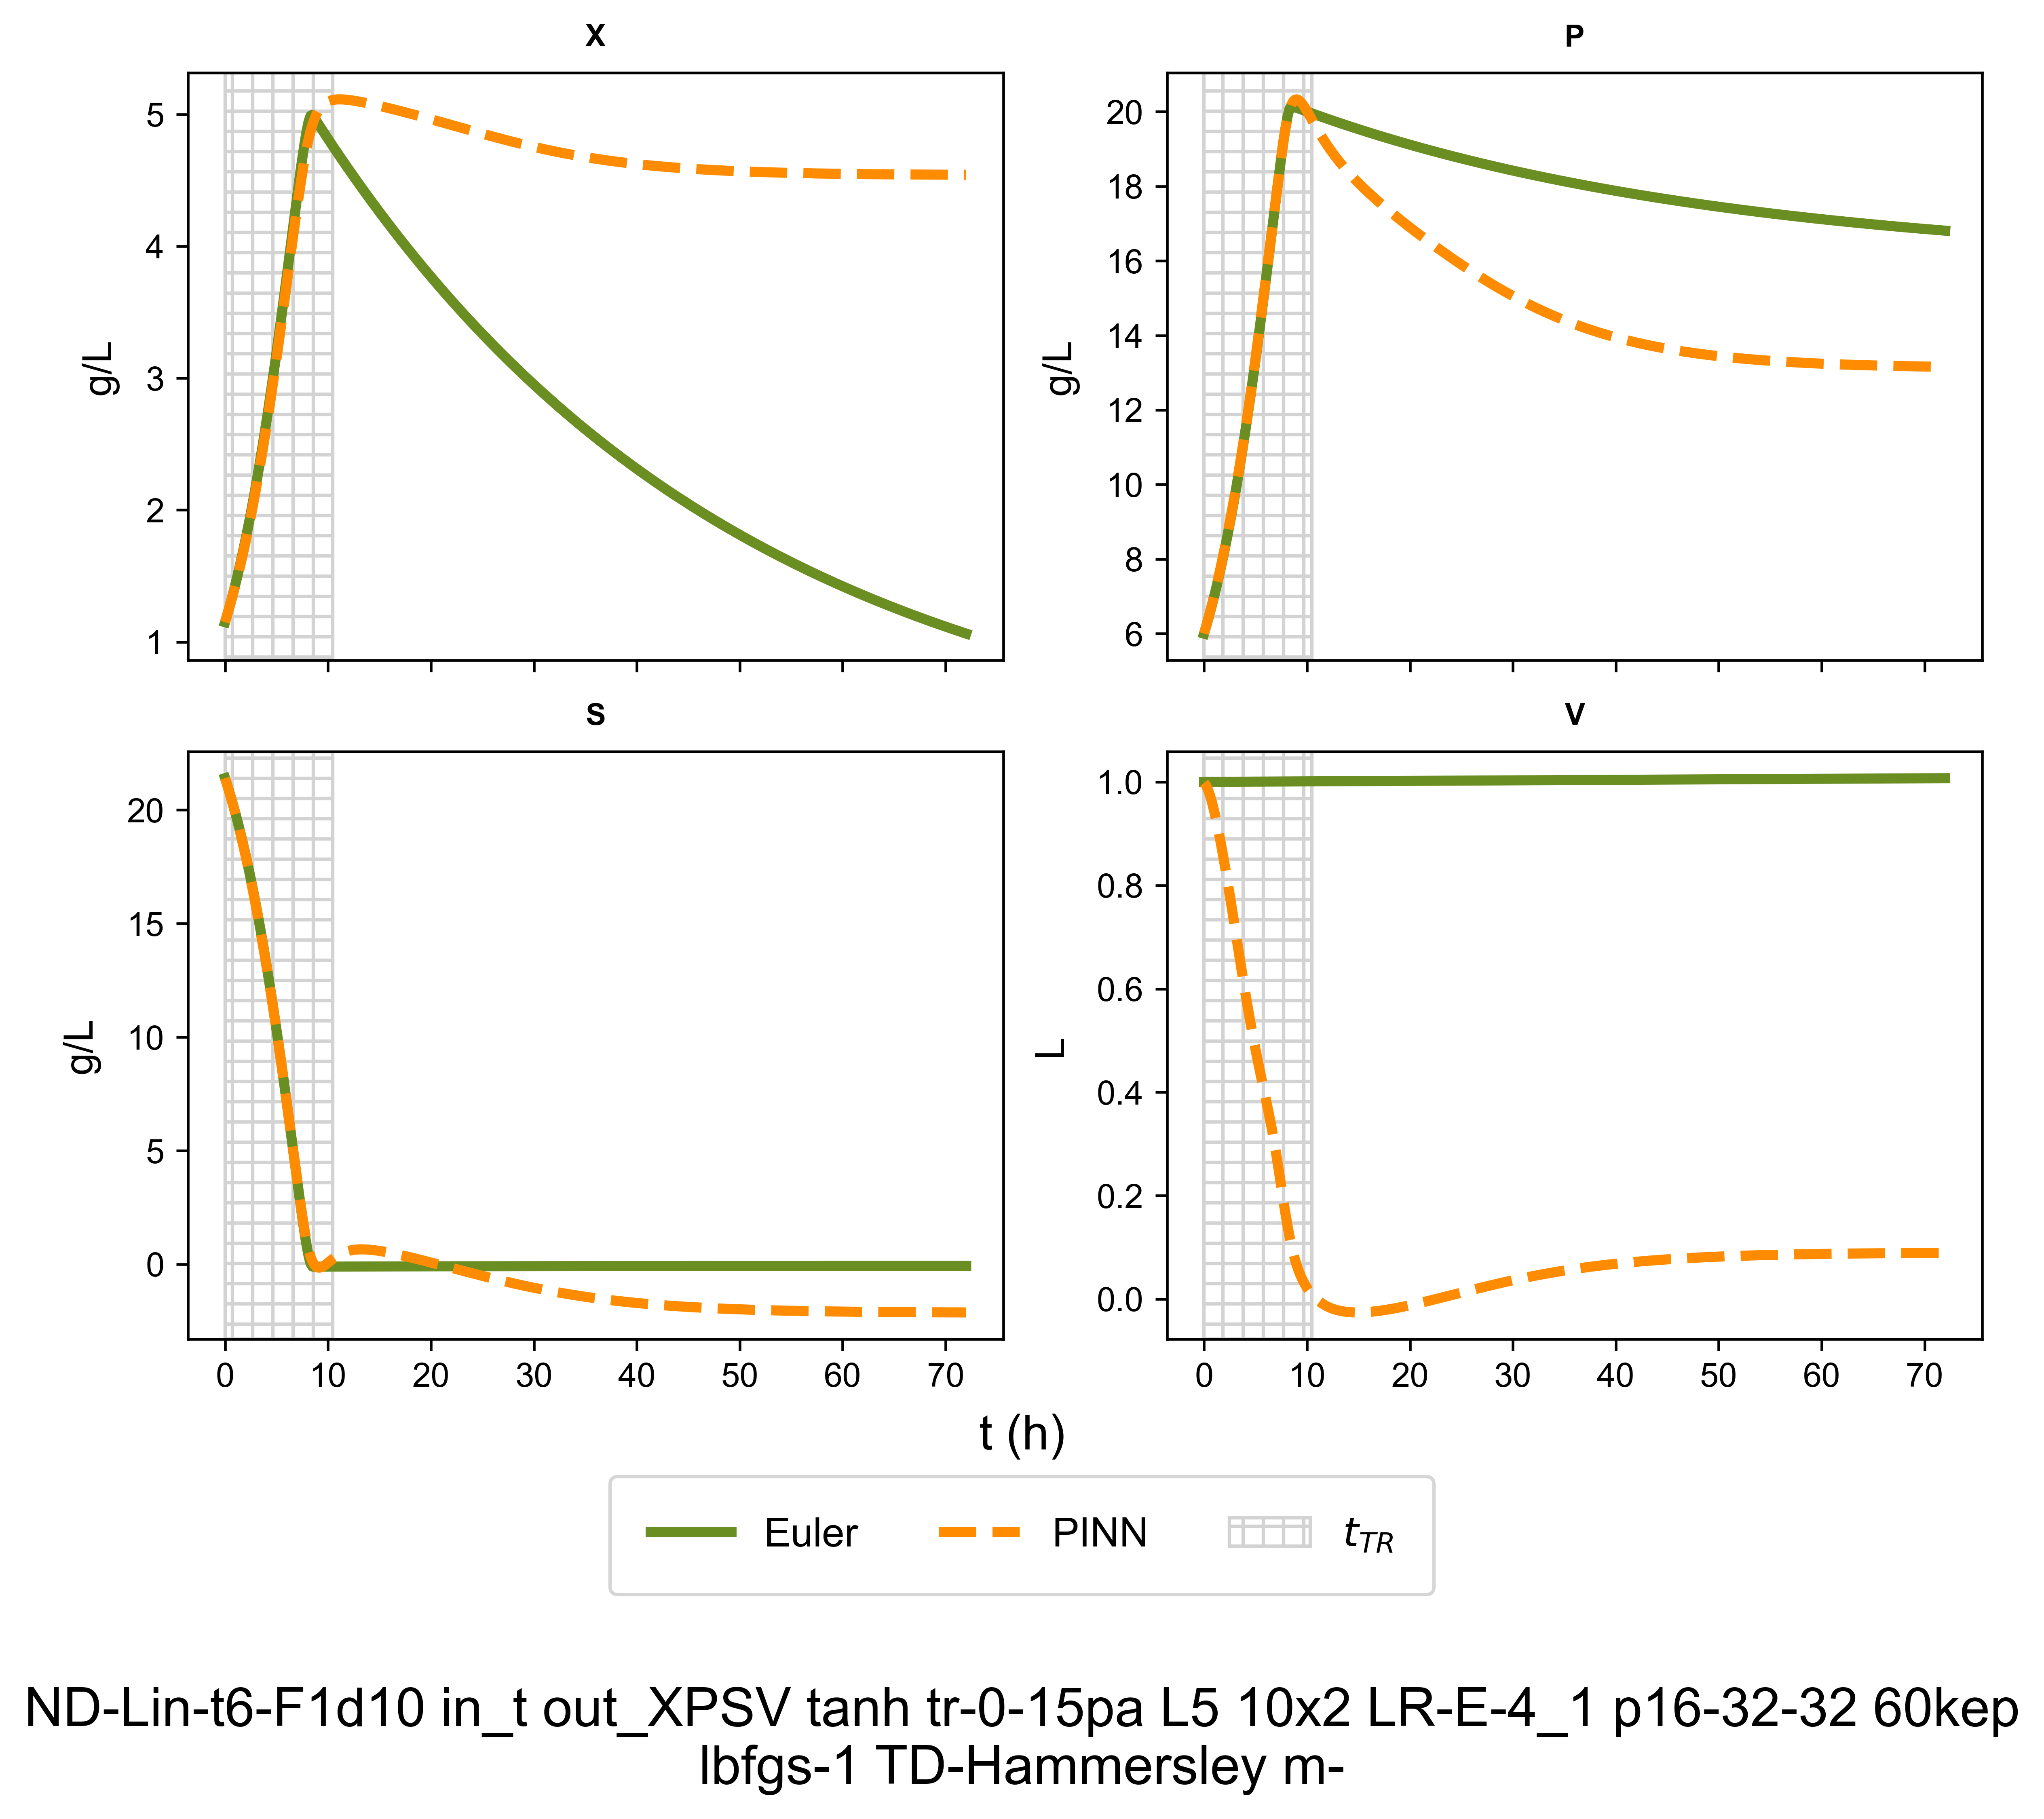 X
P
5
4
3
2
1
g/L
20
18
16
14
12
10
8
6
g/L
S
V
20
15
10
5
0
g/L
1.0
0.8
0.6
0.4
0.2
0.0
L
0 10 20 30 40 50 60 70
0 10 20 30 40 50 60 70
t (h)
Euler PINN t_TR
ND-Lin-t6-F1d10 in_t out_XPSV tanh tr-0-15pa L5 10x2 LR-E-4_1 p16-32-32 60kep
lbfgs-1 TD-Hammersley m-